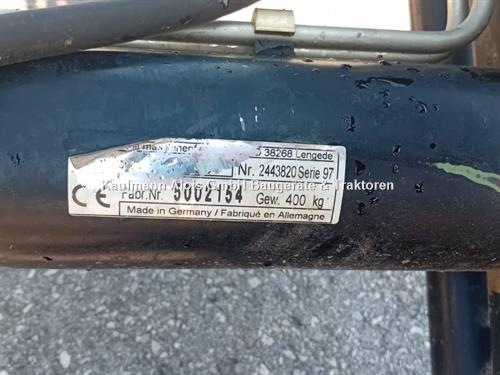 38268 Lengede
Nr. 2443820 Serie 97
Kaufmann Alois GmbH Baugeräte & Traktoren
CE Fabr.Nr. 5002154 Gew. 400 kg
Made in Germany / Fabriqué en Allemagne